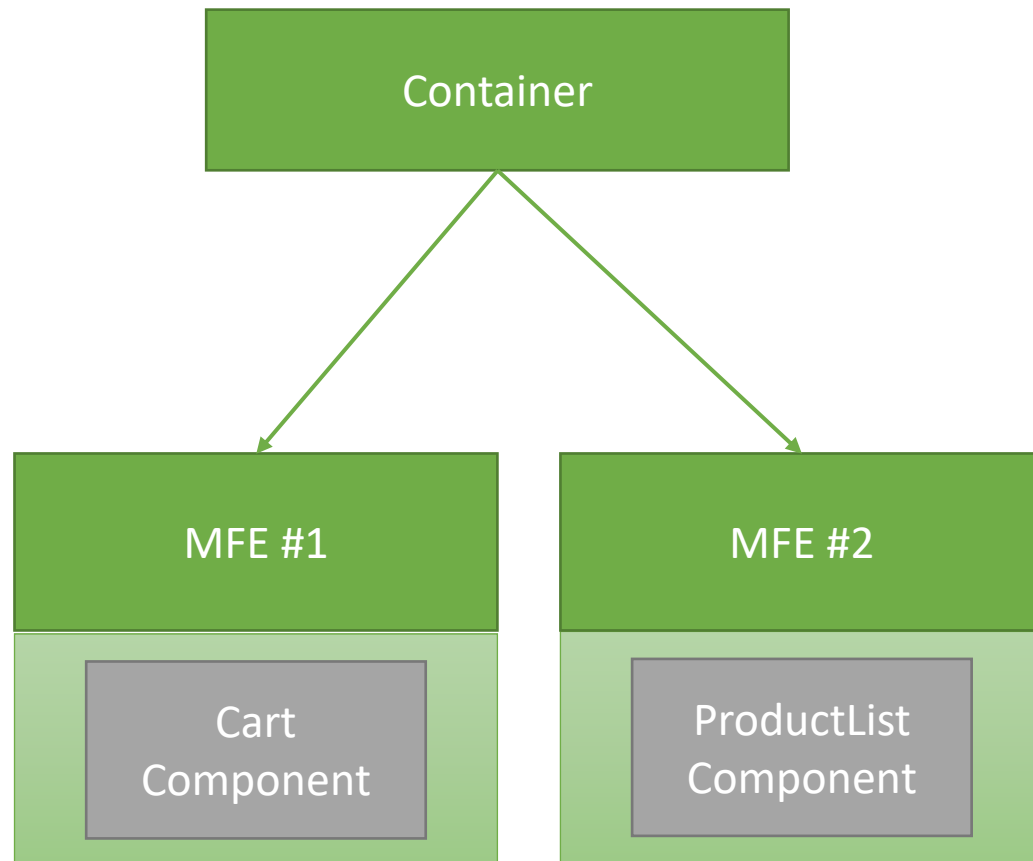 Container
MFE #1
MFE #2
Cart
Component
ProductList
Component